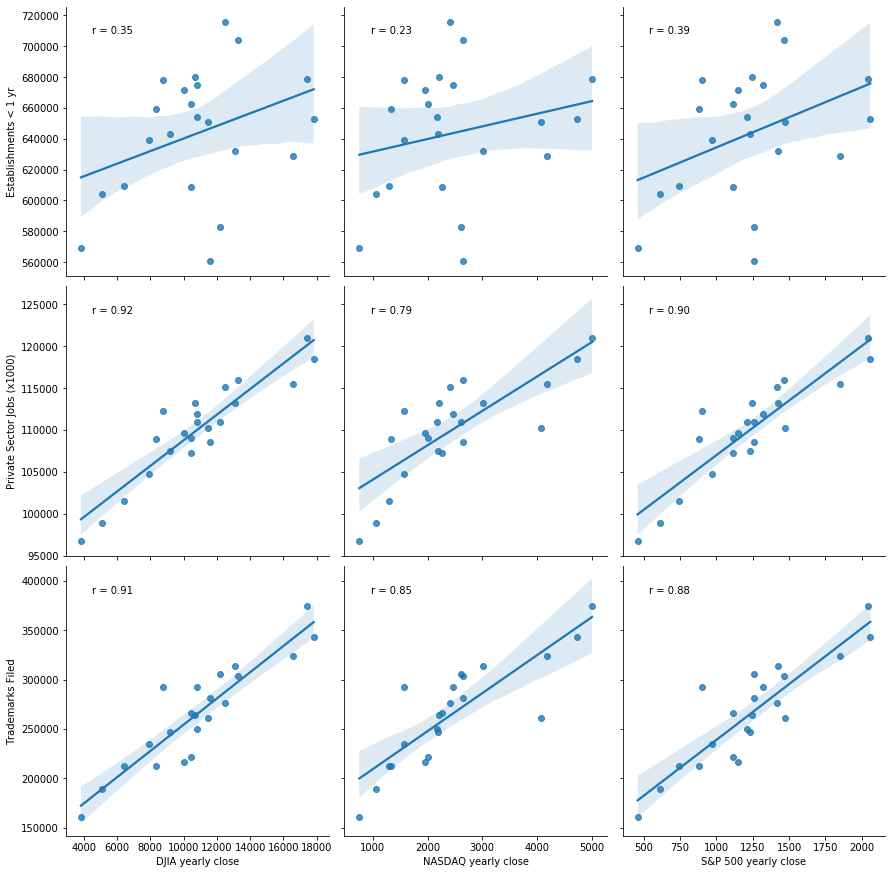 r = 0.35
r = 0.23
r = 0.39
720000
700000
680000
660000
640000
620000
600000
580000
560000
Establishments < 1 yr
r = 0.92
r = 0.79
r = 0.90
125000
120000
115000
110000
105000
100000
95000
Private Sector Jobs (x1000)
r = 0.91
r = 0.85
r = 0.88
400000
350000
300000
250000
200000
150000
Trademarks Filed
4000 6000 8000 10000 12000 14000 16000 18000
DJIA yearly close
1000 2000 3000 4000 5000
NASDAQ yearly close
500 750 1000 1250 1500 1750 2000
S&P 500 yearly close